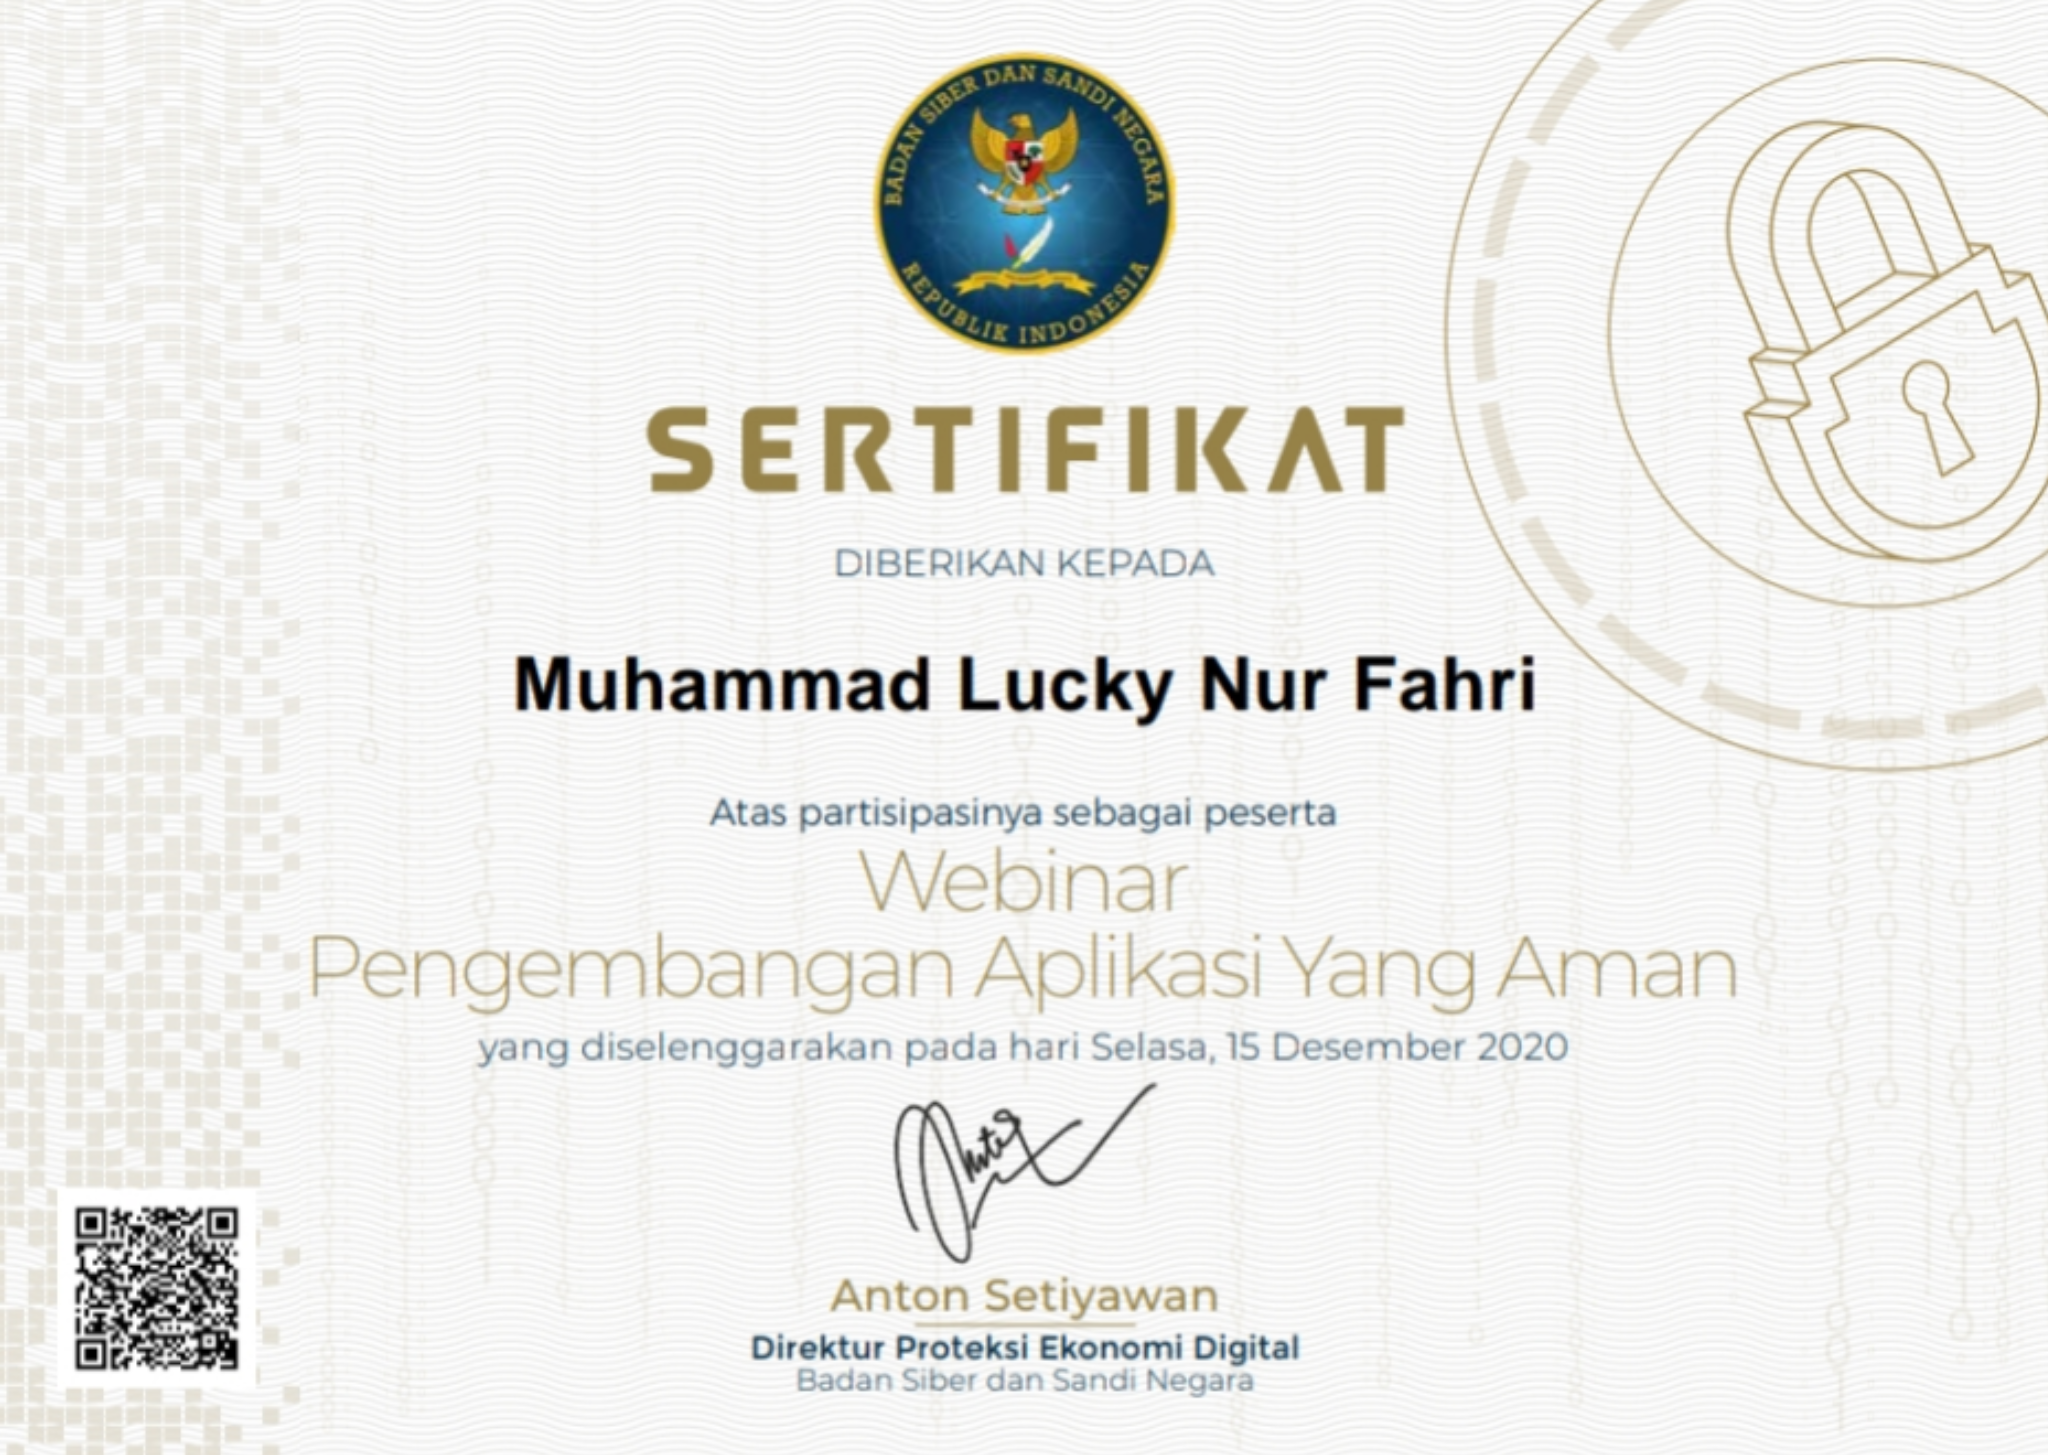 BADAN SIBER DAN SANDI NEGARA
REPUBLIK INDONESIA
SERTIFIKAT
DIBERIKAN KEPADA
Muhammad Lucky Nur Fahri
Atas partisipasinya sebagai peserta
Webinar
Pengembangan Aplikasi Yang Aman
yang diselenggarakan pada hari Selasa, 15 Desember 2020
Anton Setiyawan
Direktur Proteksi Ekonomi Digital
Badan Siber dan Sandi Negara